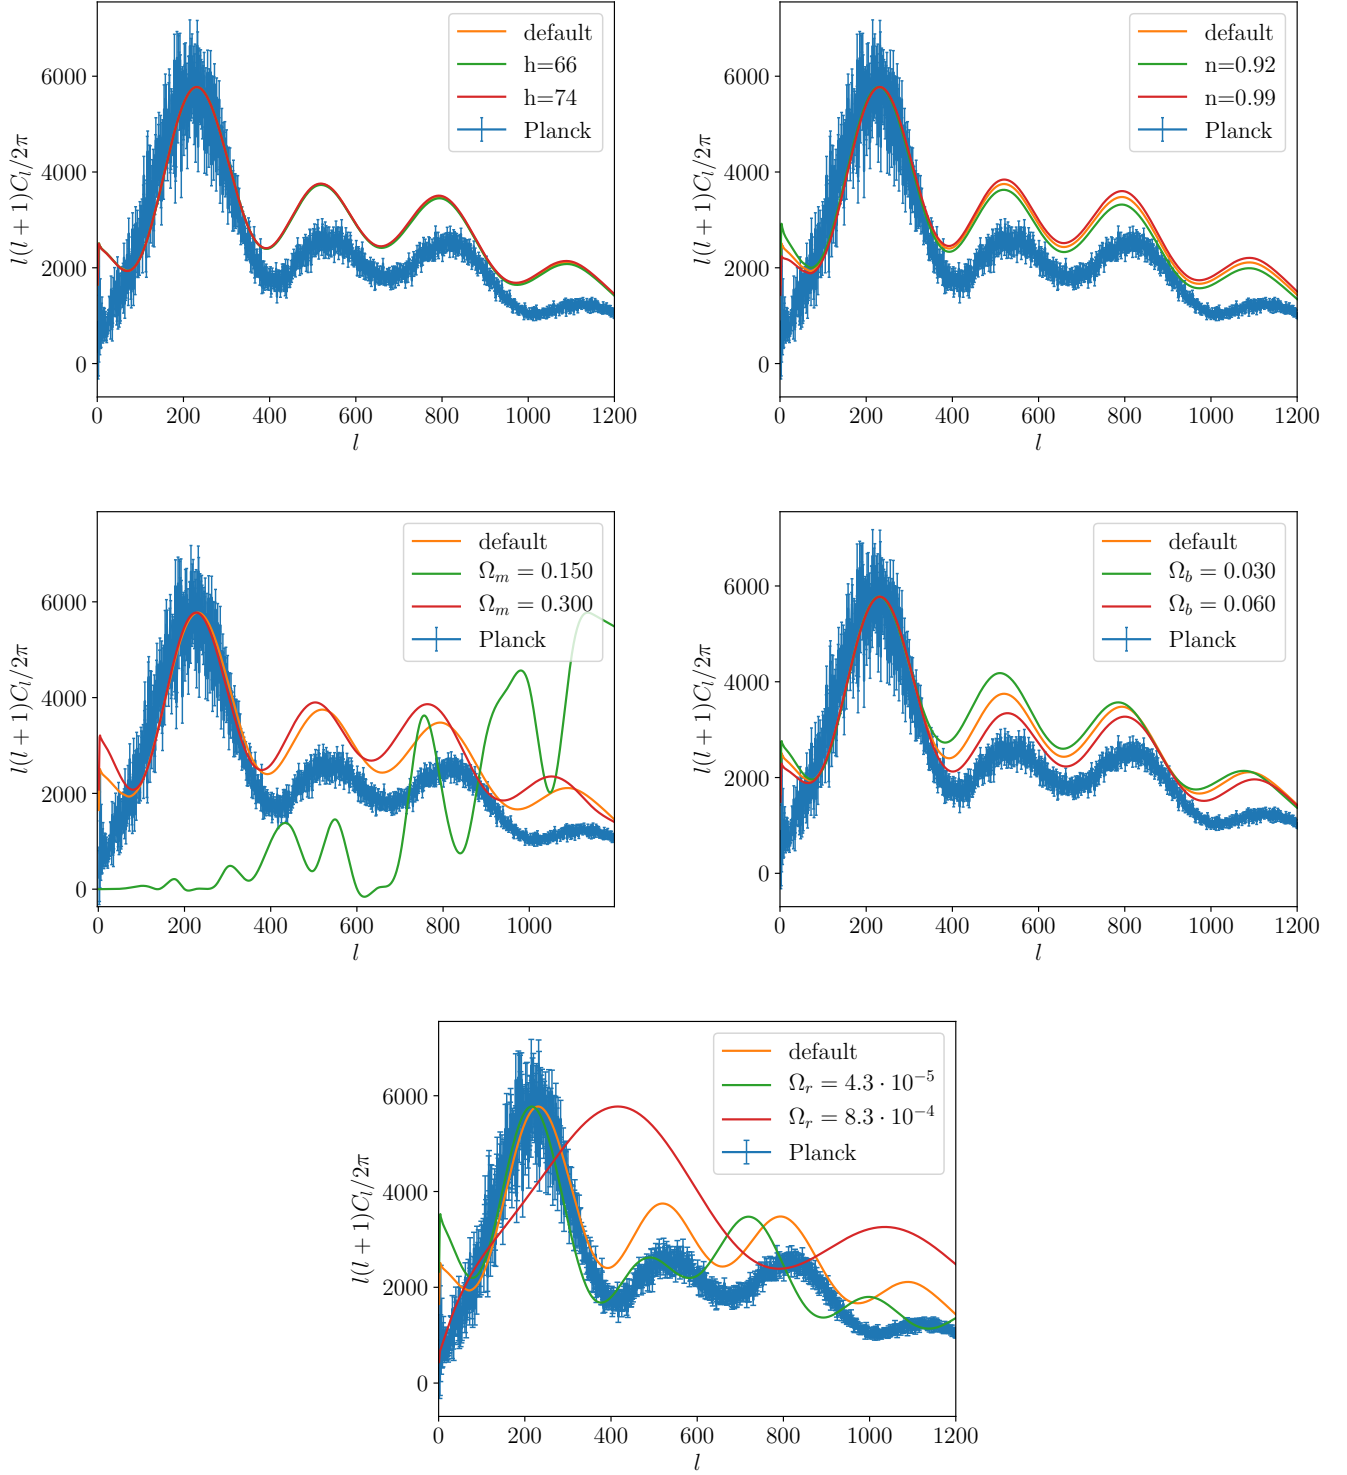 default
h=66
h=74
Planck
l(l + 1)C_l/2π
6000
4000
2000
0
0 200 400 600 800 1000 1200
l
default
n=0.92
n=0.99
Planck
l(l + 1)C_l/2π
6000
4000
2000
0
0 200 400 600 800 1000 1200
l
default
Ω_m = 0.150
Ω_m = 0.300
Planck
l(l + 1)C_l/2π
6000
4000
2000
0
0 200 400 600 800 1000
l
default
Ω_b = 0.030
Ω_b = 0.060
Planck
l(l + 1)C_l/2π
6000
4000
2000
0
0 200 400 600 800 1000 1200
l
default
Ω_r = 4.3 · 10⁻⁵
Ω_r = 8.3 · 10⁻⁴
Planck
l(l + 1)C_l/2π
6000
4000
2000
0
0 200 400 600 800 1000 1200
l